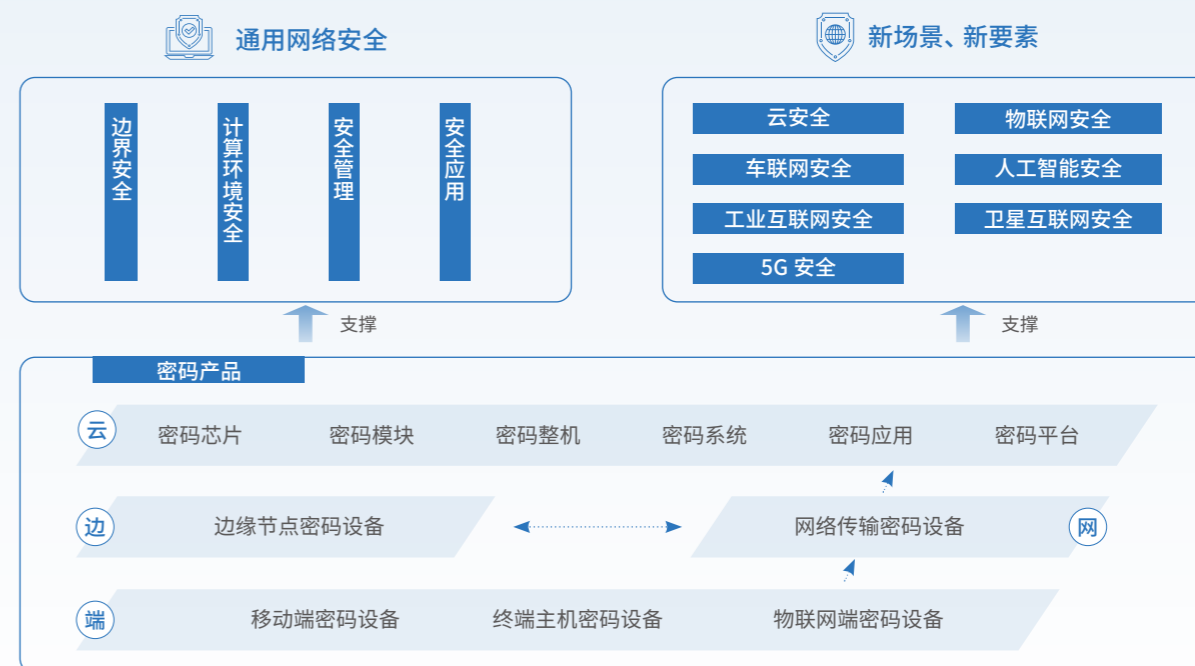 通用网络安全
新场景、新要素
边界安全
计算环境安全
安全管理
安全应用
云安全
物联网安全
车联网安全
人工智能安全
工业互联网安全
卫星互联网安全
5G 安全
支撑
支撑
密码产品
云
密码芯片
密码模块
密码整机
密码系统
密码应用
密码平台
边
边缘节点密码设备
网络传输密码设备
网
端
移动端密码设备
终端主机密码设备
物联网端密码设备